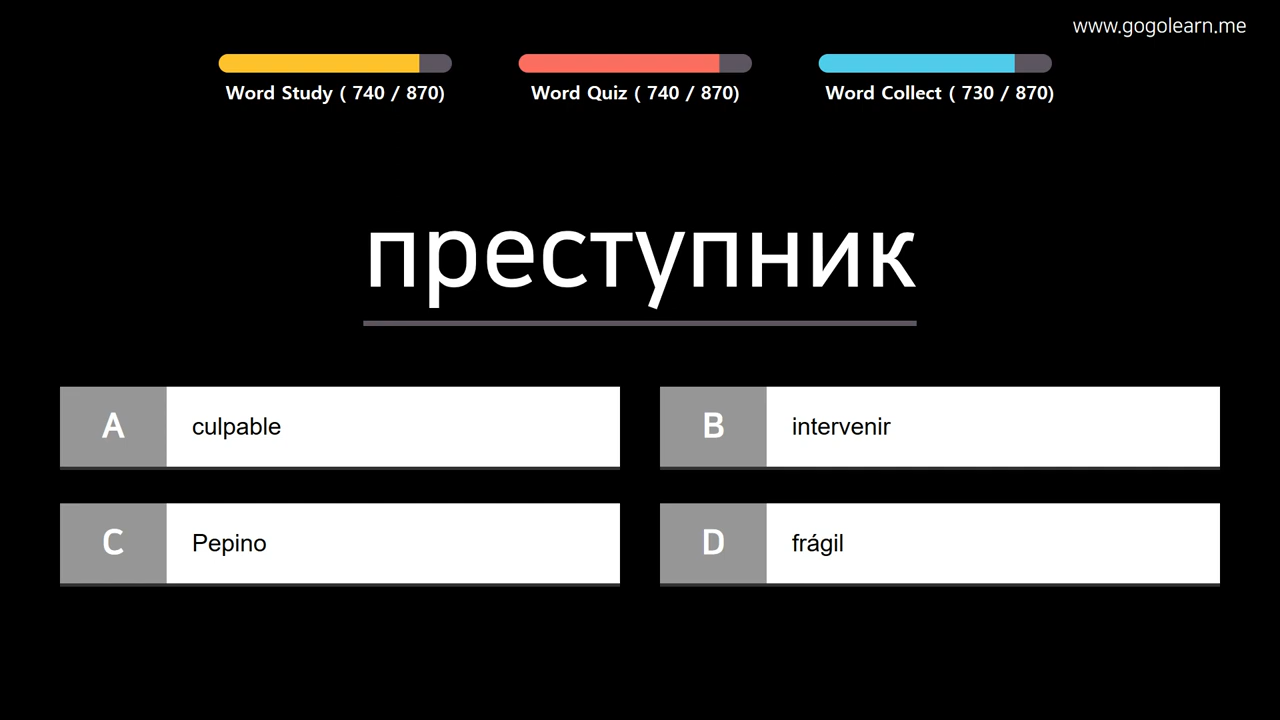 www.gogolearn.me
Word Study ( 740 / 870)
Word Quiz ( 740 / 870)
Word Collect ( 730 / 870)
преступник
A culpable
B intervenir
C Pepino
D frágil